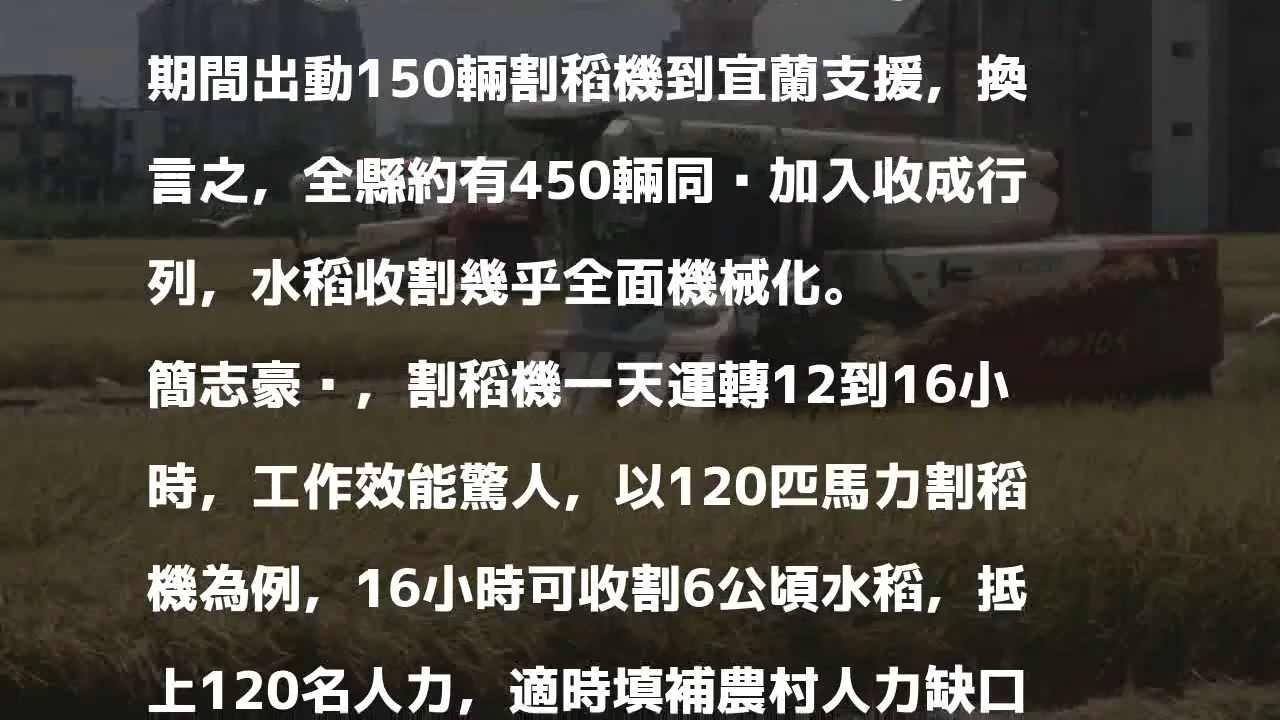 期間出動150輛割稻機到宜蘭支援，換
言之，全縣約有450輛同▪加入收成行
列，水稻收割幾乎全面機械化。
簡志豪▪，割稻機一天運轉12到16小
時，工作效能驚人，以120匹馬力割稻
機為例，16小時可收割6公頃水稻，抵
上120名人力，適時填補農村人力缺口